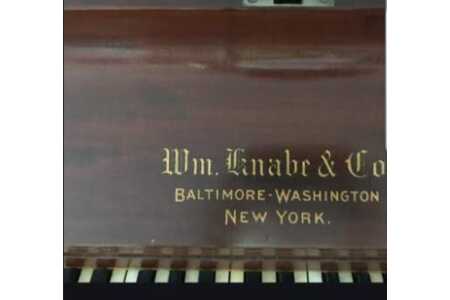 Wm. Knabe & Co
BALTIMORE-WASHINGTON
NEW YORK.